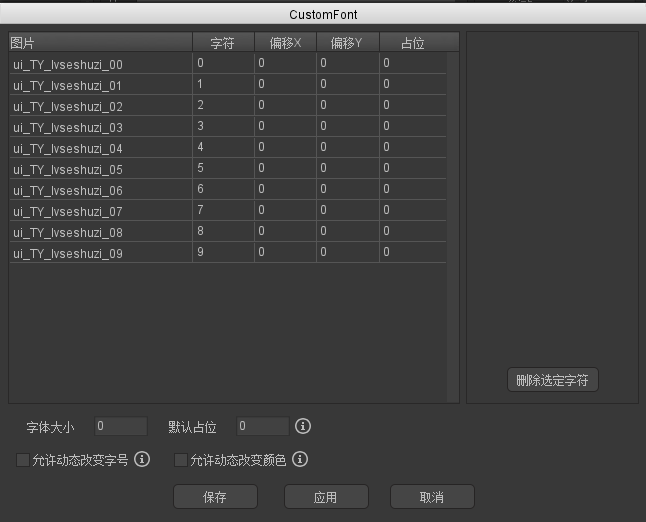 CustomFont
图片 字符 偏移X 偏移Y 占位
ui_TY_lvseshuzi_00 0 0 0 0
ui_TY_lvseshuzi_01 1 0 0 0
ui_TY_lvseshuzi_02 2 0 0 0
ui_TY_lvseshuzi_03 3 0 0 0
ui_TY_lvseshuzi_04 4 0 0 0
ui_TY_lvseshuzi_05 5 0 0 0
ui_TY_lvseshuzi_06 6 0 0 0
ui_TY_lvseshuzi_07 7 0 0 0
ui_TY_lvseshuzi_08 8 0 0 0
ui_TY_lvseshuzi_09 9 0 0 0
删除选定字符
字体大小 0 默认占位 0
允许动态改变字号 允许动态改变颜色
保存 应用 取消